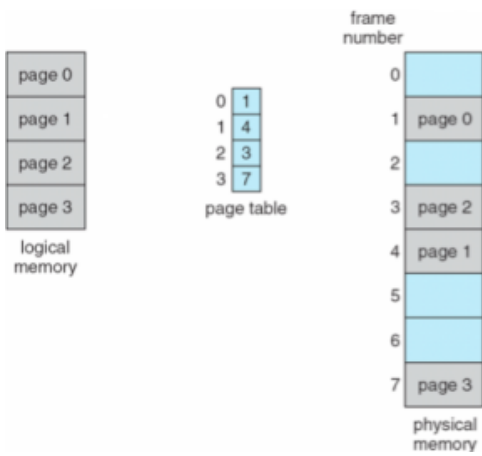 frame
number
page 0
page 1
page 2
page 3
logical
memory
0 1
1 4
2 3
3 7
page table
0
1 page 0
2
3 page 2
4 page 1
5
6
7 page 3
physical
memory